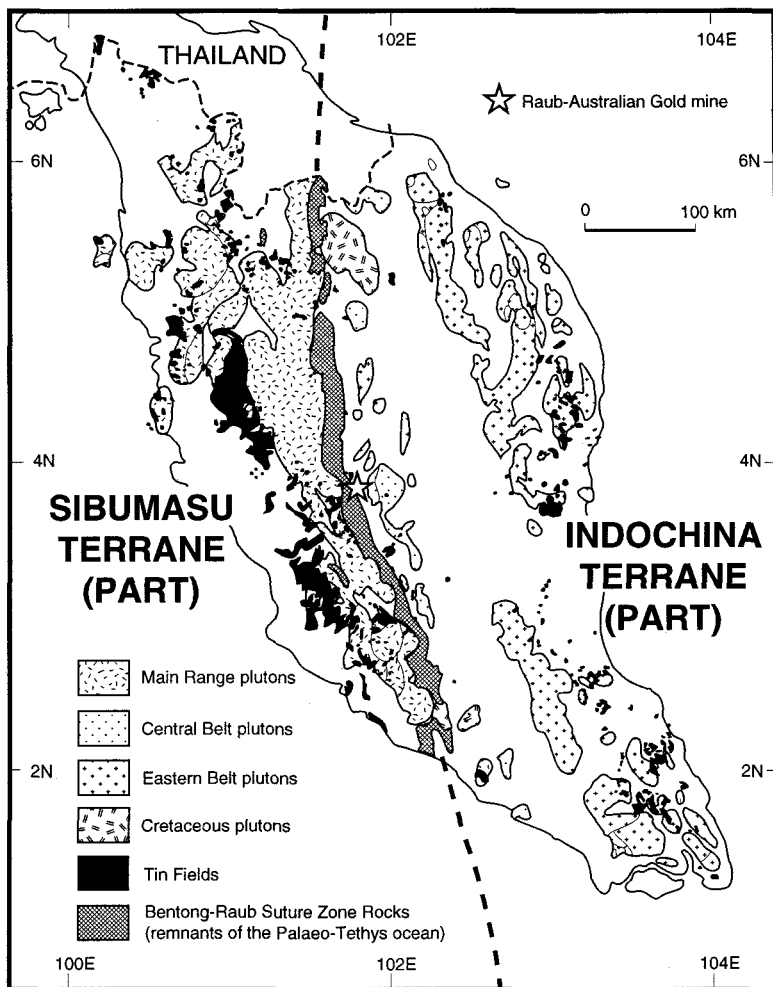 102E
104E
THAILAND
Raub-Australian Gold mine
6N
6N
0
100 km
4N
4N
SIBUMASU
TERRANE
(PART)
INDOCHINA
TERRANE
(PART)
Main Range plutons
Central Belt plutons
Eastern Belt plutons
2N
2N
Cretaceous plutons
Tin Fields
Bentong-Raub Suture Zone Rocks
(remnants of the Palaeo-Tethys ocean)
100E
102E
104E